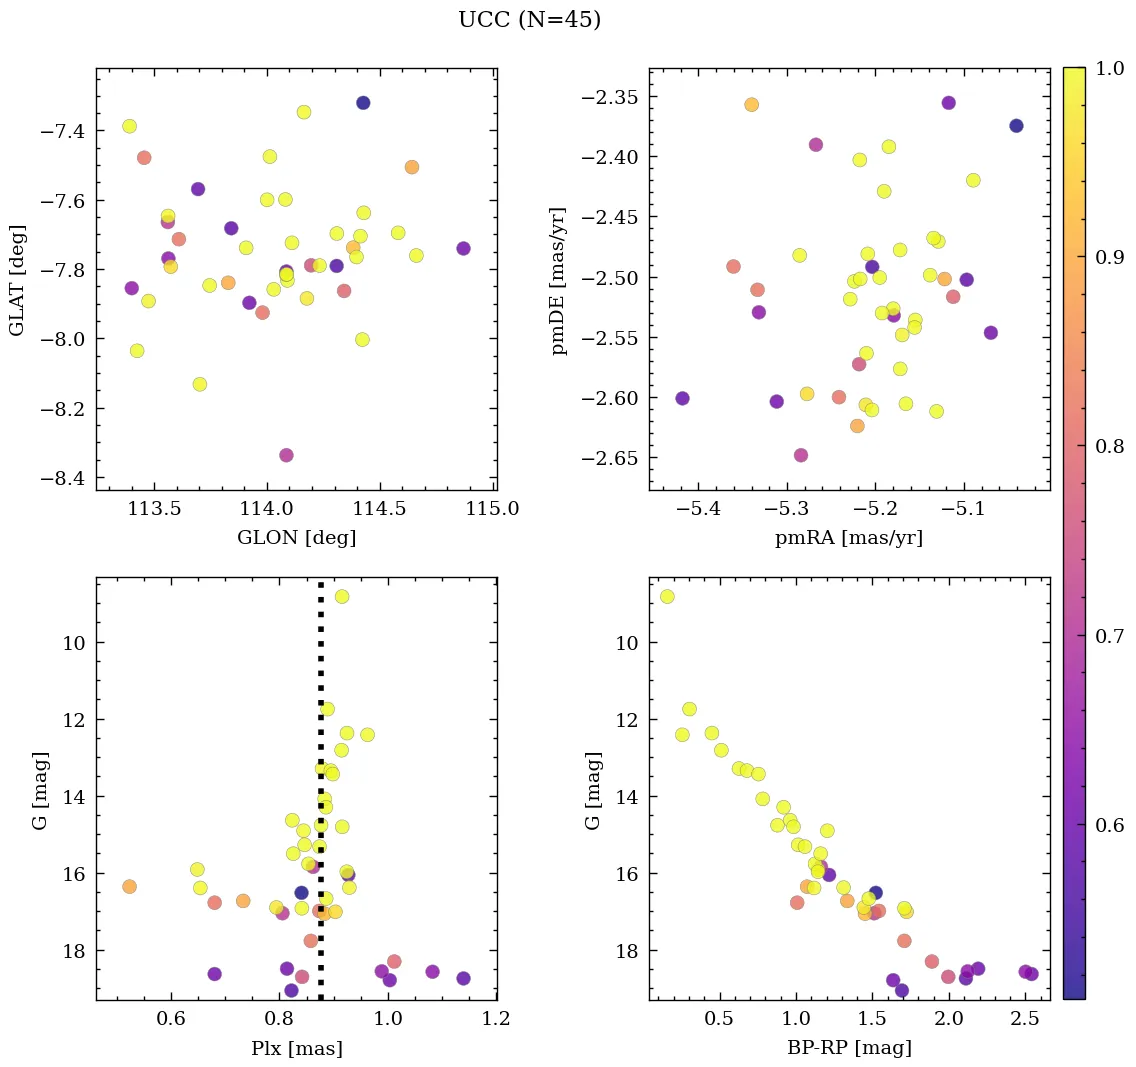 UCC (N=45)
−7.4
−7.6
−7.8
−8.0
−8.2
−8.4
GLAT [deg]
113.5 114.0 114.5 115.0
GLON [deg]
−2.35
−2.40
−2.45
−2.50
−2.55
−2.60
−2.65
pmDE [mas/yr]
−5.4 −5.3 −5.2 −5.1
pmRA [mas/yr]
10
12
14
16
18
G [mag]
0.6 0.8 1.0 1.2
Plx [mas]
10
12
14
16
18
G [mag]
0.5 1.0 1.5 2.0 2.5
BP-RP [mag]
1.0
0.9
0.8
0.7
0.6